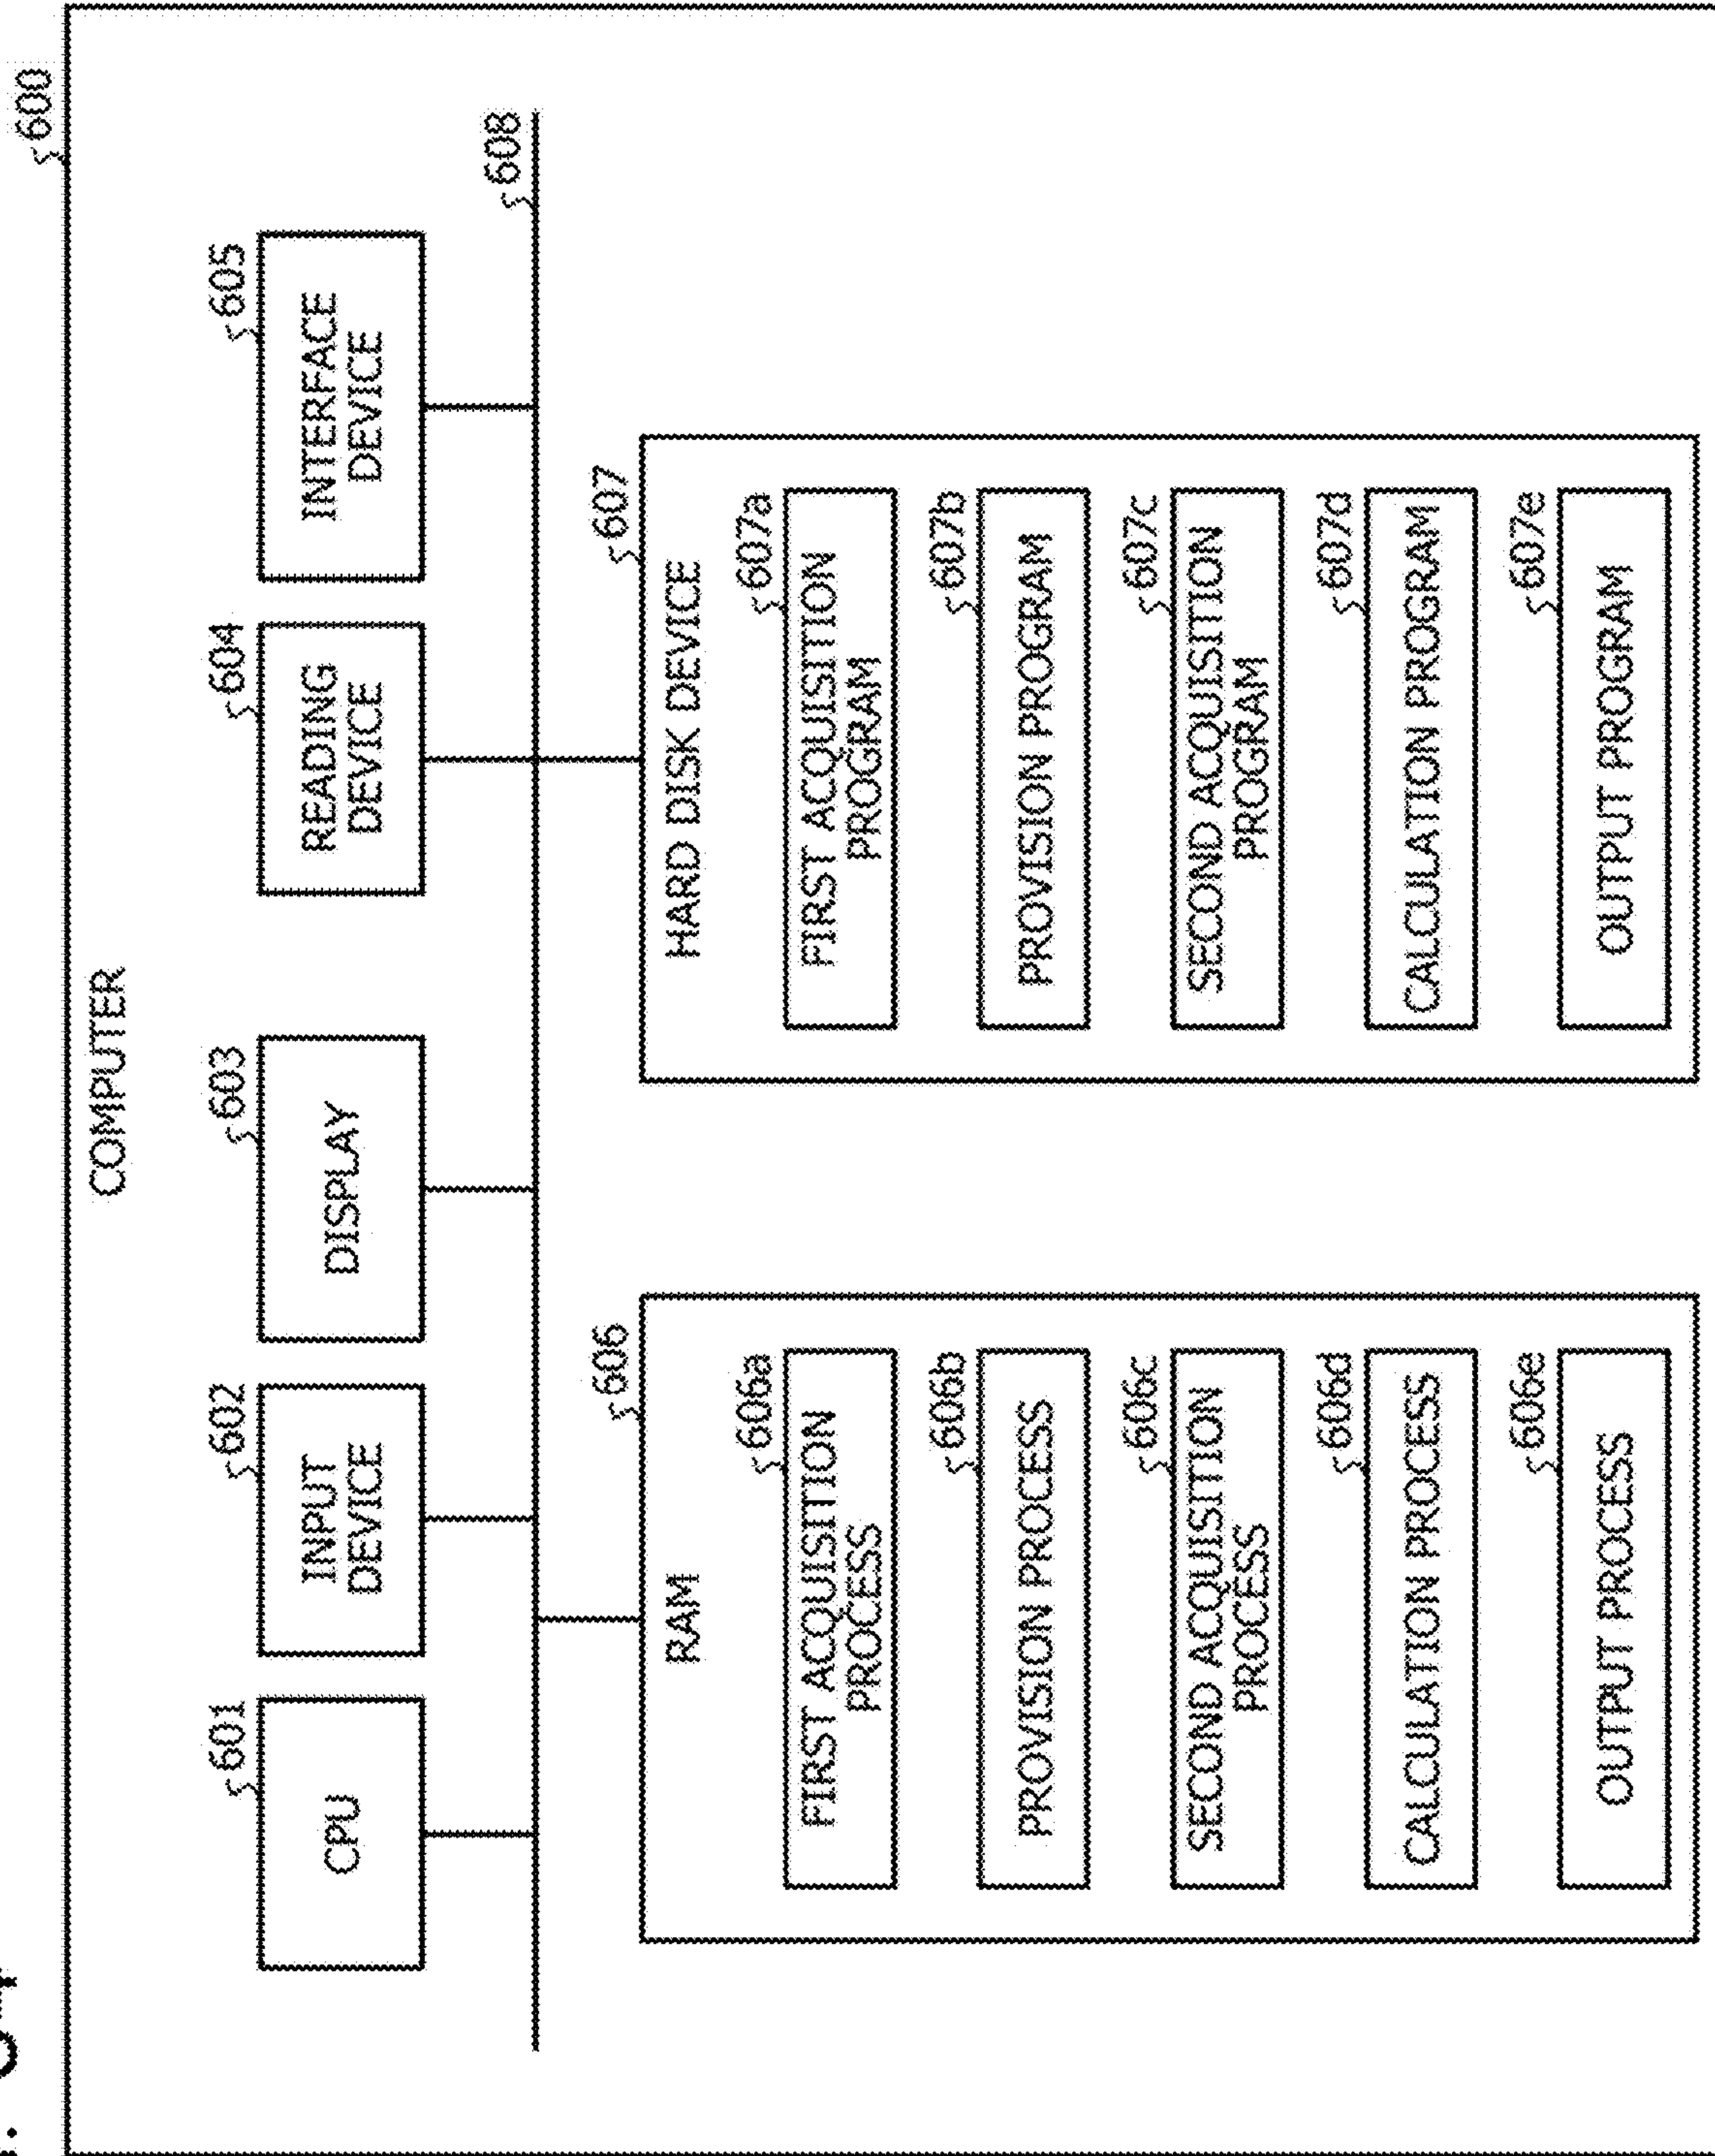 600
COMPUTER
601
CPU
602
INPUT
DEVICE
603
DISPLAY
604
READING
DEVICE
605
INTERFACE
DEVICE
608
606
RAM
606a
FIRST ACQUISITION
PROCESS
606b
PROVISION PROCESS
606c
SECOND ACQUISITION
PROCESS
606d
CALCULATION PROCESS
606e
OUTPUT PROCESS
607
HARD DISK DEVICE
607a
FIRST ACQUISITION
PROGRAM
607b
PROVISION PROGRAM
607c
SECOND ACQUISITION
PROGRAM
607d
CALCULATION PROGRAM
607e
OUTPUT PROGRAM